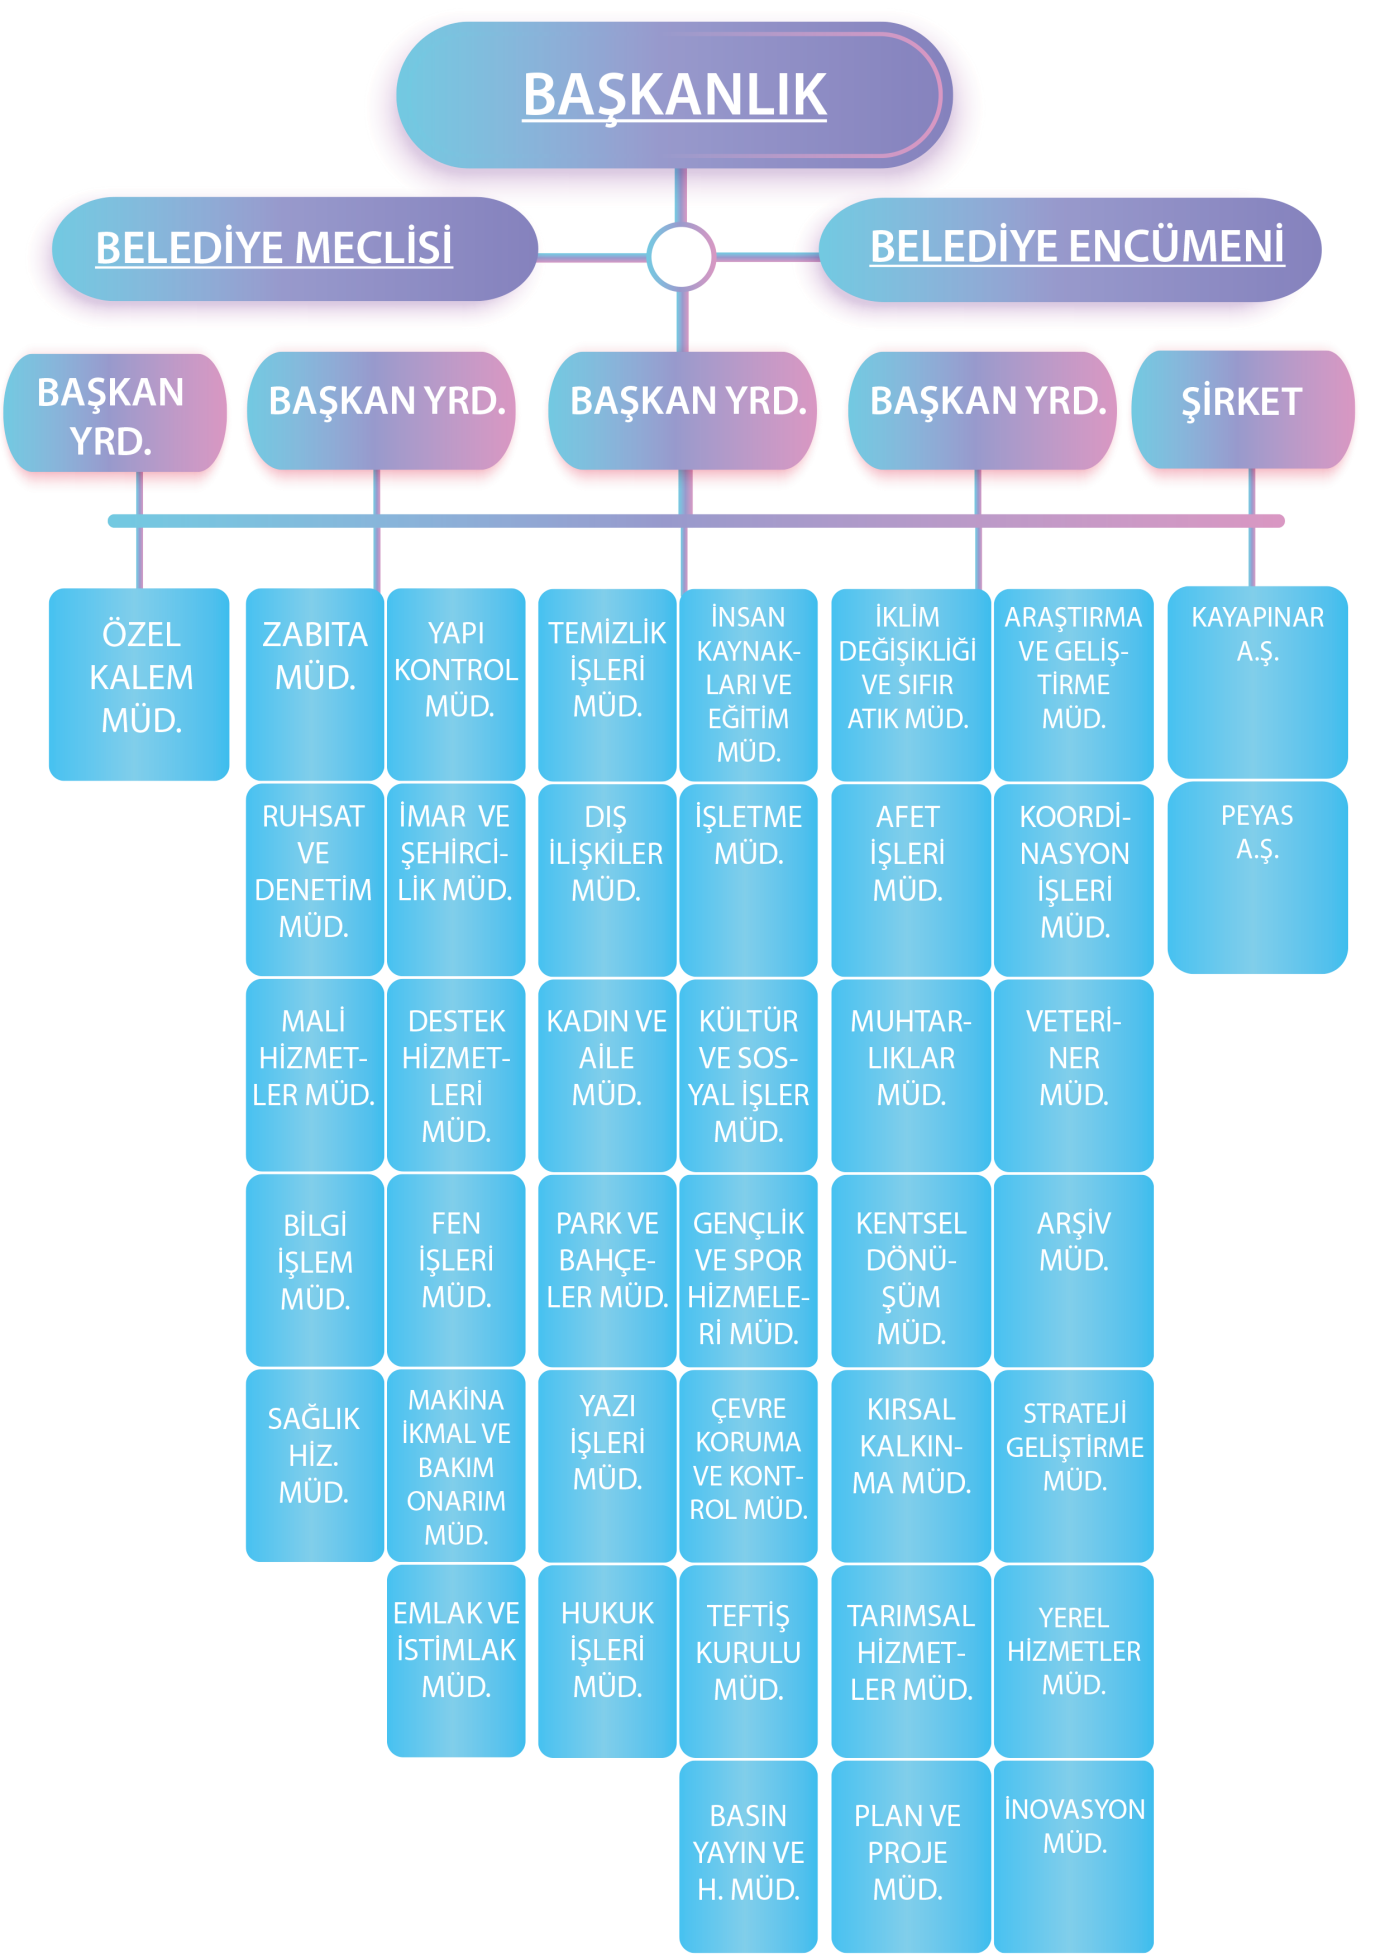 BAŞKANLIK
BELEDİYE MECLİSİ
BELEDİYE ENCÜMENİ
BAŞKAN
YRD.
BAŞKAN YRD.
BAŞKAN YRD.
BAŞKAN YRD.
ŞİRKET
ÖZEL
KALEM
MÜD.
ZABITA
MÜD.
YAPI
KONTROL
MÜD.
TEMİZLİK
İŞLERİ
MÜD.
İNSAN
KAYNAK-
LARI VE
EĞİTİM
MÜD.
İKLİM
DEĞİŞİKLİĞİ
VE SIFIR
ATIK MÜD.
ARAŞTIRMA
VE GELİŞ-
TİRME
MÜD.
KAYAPINAR
A.Ş.
RUHSAT
VE
DENETİM
MÜD.
İMAR  VE
ŞEHİRCİ-
LİK MÜD.
DIŞ
İLİŞKİLER
MÜD.
İŞLETME
MÜD.
AFET
İŞLERİ
MÜD.
KOORDİ-
NASYON
İŞLERİ
MÜD.
PEYAS
A.Ş.
MALİ
HİZMET-
LER MÜD.
DESTEK
HİZMET-
LERİ
MÜD.
KADIN VE
AİLE
MÜD.
KÜLTÜR
VE SOS-
YAL İŞLER
MÜD.
MUHTAR-
LIKLAR
MÜD.
VETERİ-
NER
MÜD.
BİLGİ
İŞLEM
MÜD.
FEN
İŞLERİ
MÜD.
PARK VE
BAHÇE-
LER MÜD.
GENÇLİK
VE SPOR
HİZMELE-
Rİ MÜD.
KENTSEL
DÖNÜ-
ŞÜM
MÜD.
ARŞİV
MÜD.
SAĞLIK
HİZ.
MÜD.
MAKİNA
İKMAL VE
BAKIM
ONARIM
MÜD.
YAZI
İŞLERİ
MÜD.
ÇEVRE
KORUMA
VE KONT-
ROL MÜD.
KIRSAL
KALKIN-
MA MÜD.
STRATEJİ
GELİŞTİRME
MÜD.
EMLAK VE
İSTİMLAK
MÜD.
HUKUK
İŞLERİ
MÜD.
TEFTİŞ
KURULU
MÜD.
TARIMSAL
HİZMET-
LER MÜD.
YEREL
HİZMETLER
MÜD.
BASIN
YAYIN VE
H. MÜD.
PLAN VE
PROJE
MÜD.
İNOVASYON
MÜD.